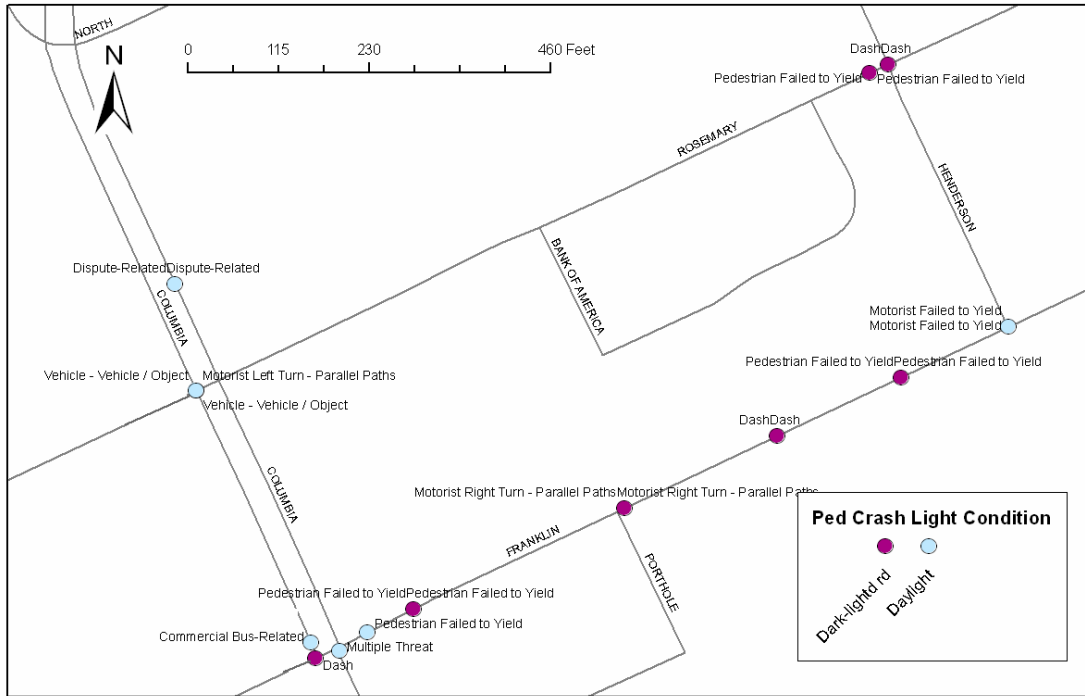 NORTH
N
0 115 230 460 Feet
DashDash
Pedestrian Failed to Yield Pedestrian Failed to Yield
ROSEMARY
HENDERSON
Dispute-RelatedDispute-Related
COLUMBIA
BANK OF AMERICA
Motorist Failed to Yield
Motorist Failed to Yield
Pedestrian Failed to YieldPedestrian Failed to Yield
Vehicle - Vehicle / Object Motorist Left Turn - Parallel Paths
Vehicle - Vehicle / Object
DashDash
COLUMBIA
Motorist Right Turn - Parallel PathsMotorist Right Turn - Parallel Paths
FRANKLIN
PORTHOLE
Pedestrian Failed to YieldPedestrian Failed to Yield
Pedestrian Failed to Yield
Commercial Bus-Related
Multiple Threat
Dash
Ped Crash Light Condition
Dark-lightd rd
Daylight